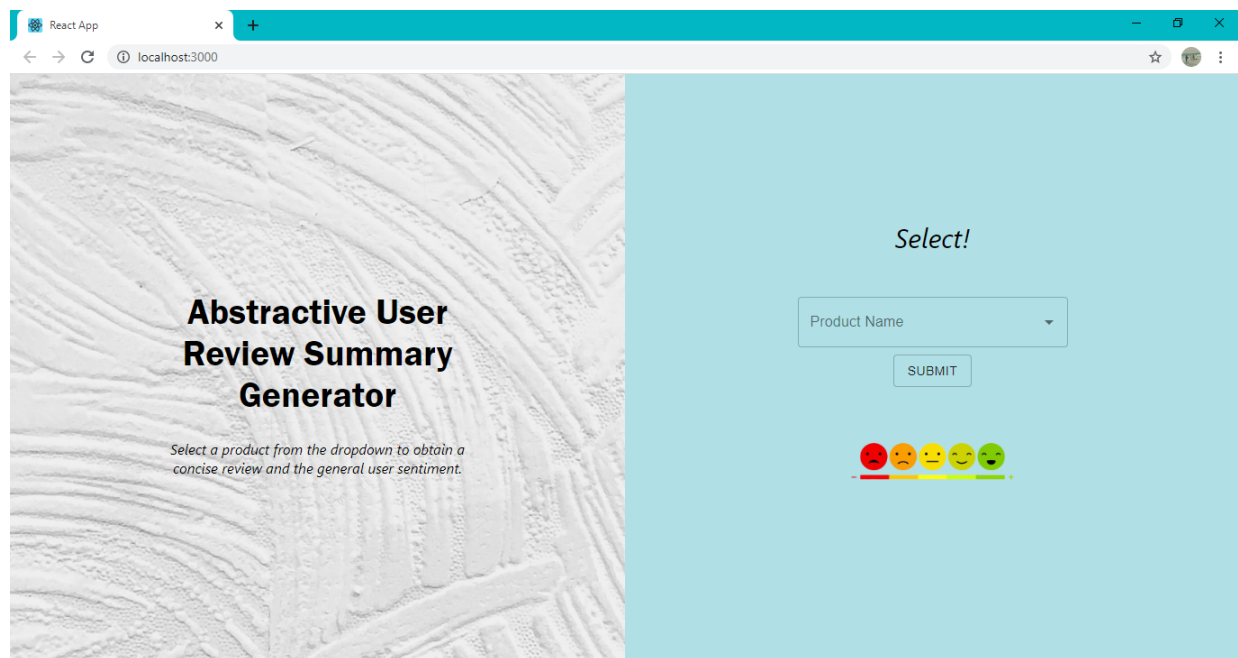 React App
localhost:3000
Abstractive User
Review Summary
Generator
Select a product from the dropdown to obtain a
concise review and the general user sentiment.
Select!
Product Name
SUBMIT
- +